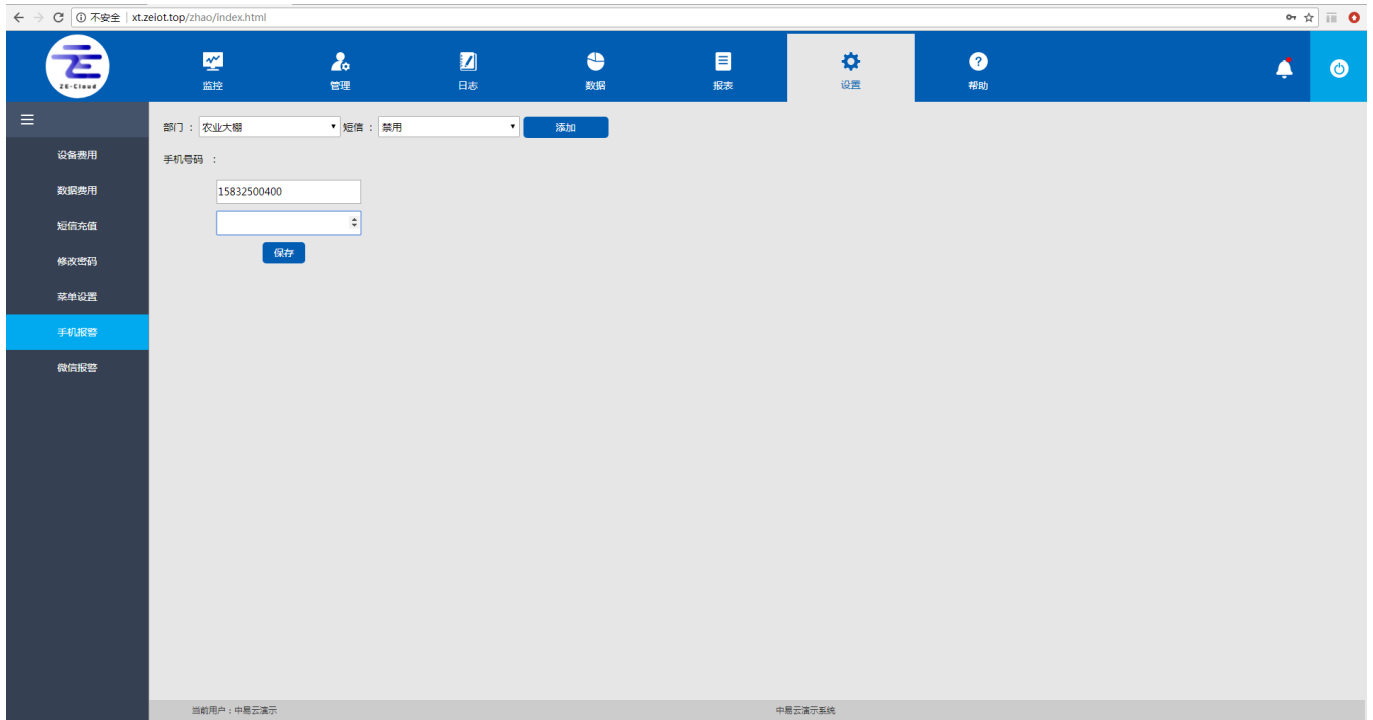 不安全 | xt.zeiot.top/zhao/index.html
ZE-Cloud
监控 管理 日志 数据 报表 设置 帮助
部门 : 农业大棚 短信 : 禁用 添加
手机号码 :
15832500400
保存
设备费用
数据费用
短信充值
修改密码
菜单设置
手机报警
微信报警
当前用户 : 中易云演示 中易云演示系统